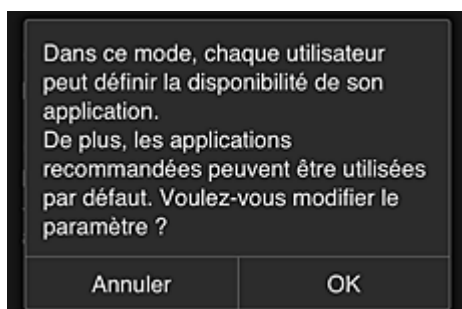 Dans ce mode, chaque utilisateur
peut définir la disponibilité de son
application.
De plus, les applications
recommandées peuvent être utilisées
par défaut. Voulez-vous modifier le
paramètre ?
Annuler
OK